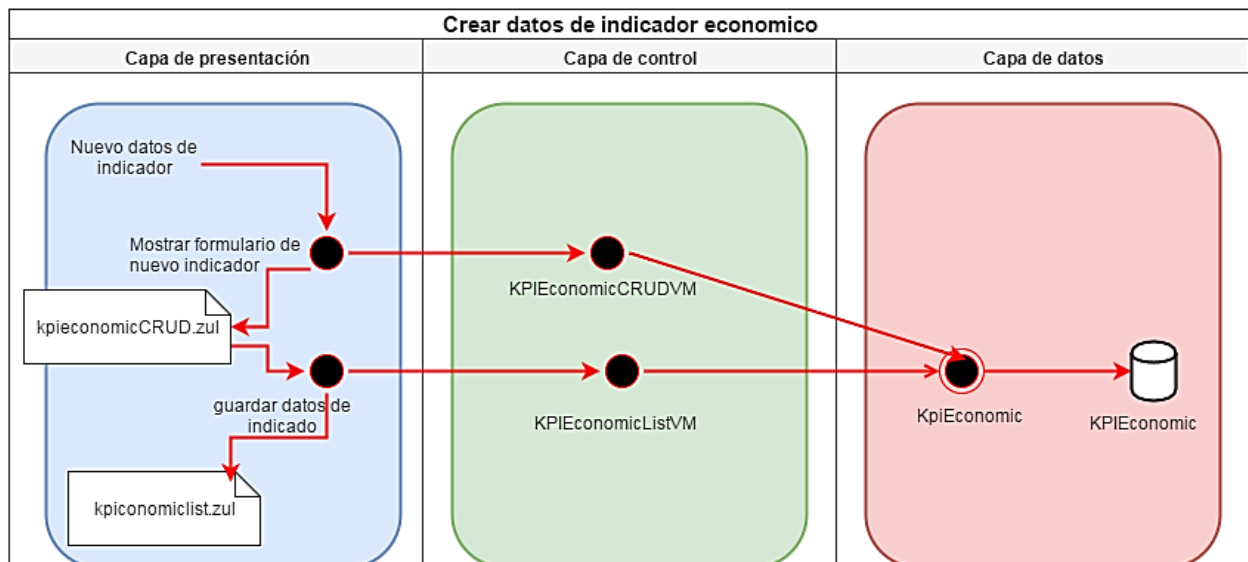 Crear datos de indicador economico
Capa de presentación
Capa de control
Capa de datos
Nuevo datos de
indicador
Mostrar formulario de
nuevo indicador
kpieconomicCRUD.zul
guardar datos de
indicado
kpiconomiclist.zul
KPIEconomicCRUDVM
KPIEconomicListVM
KpiEconomic
KPIEconomic